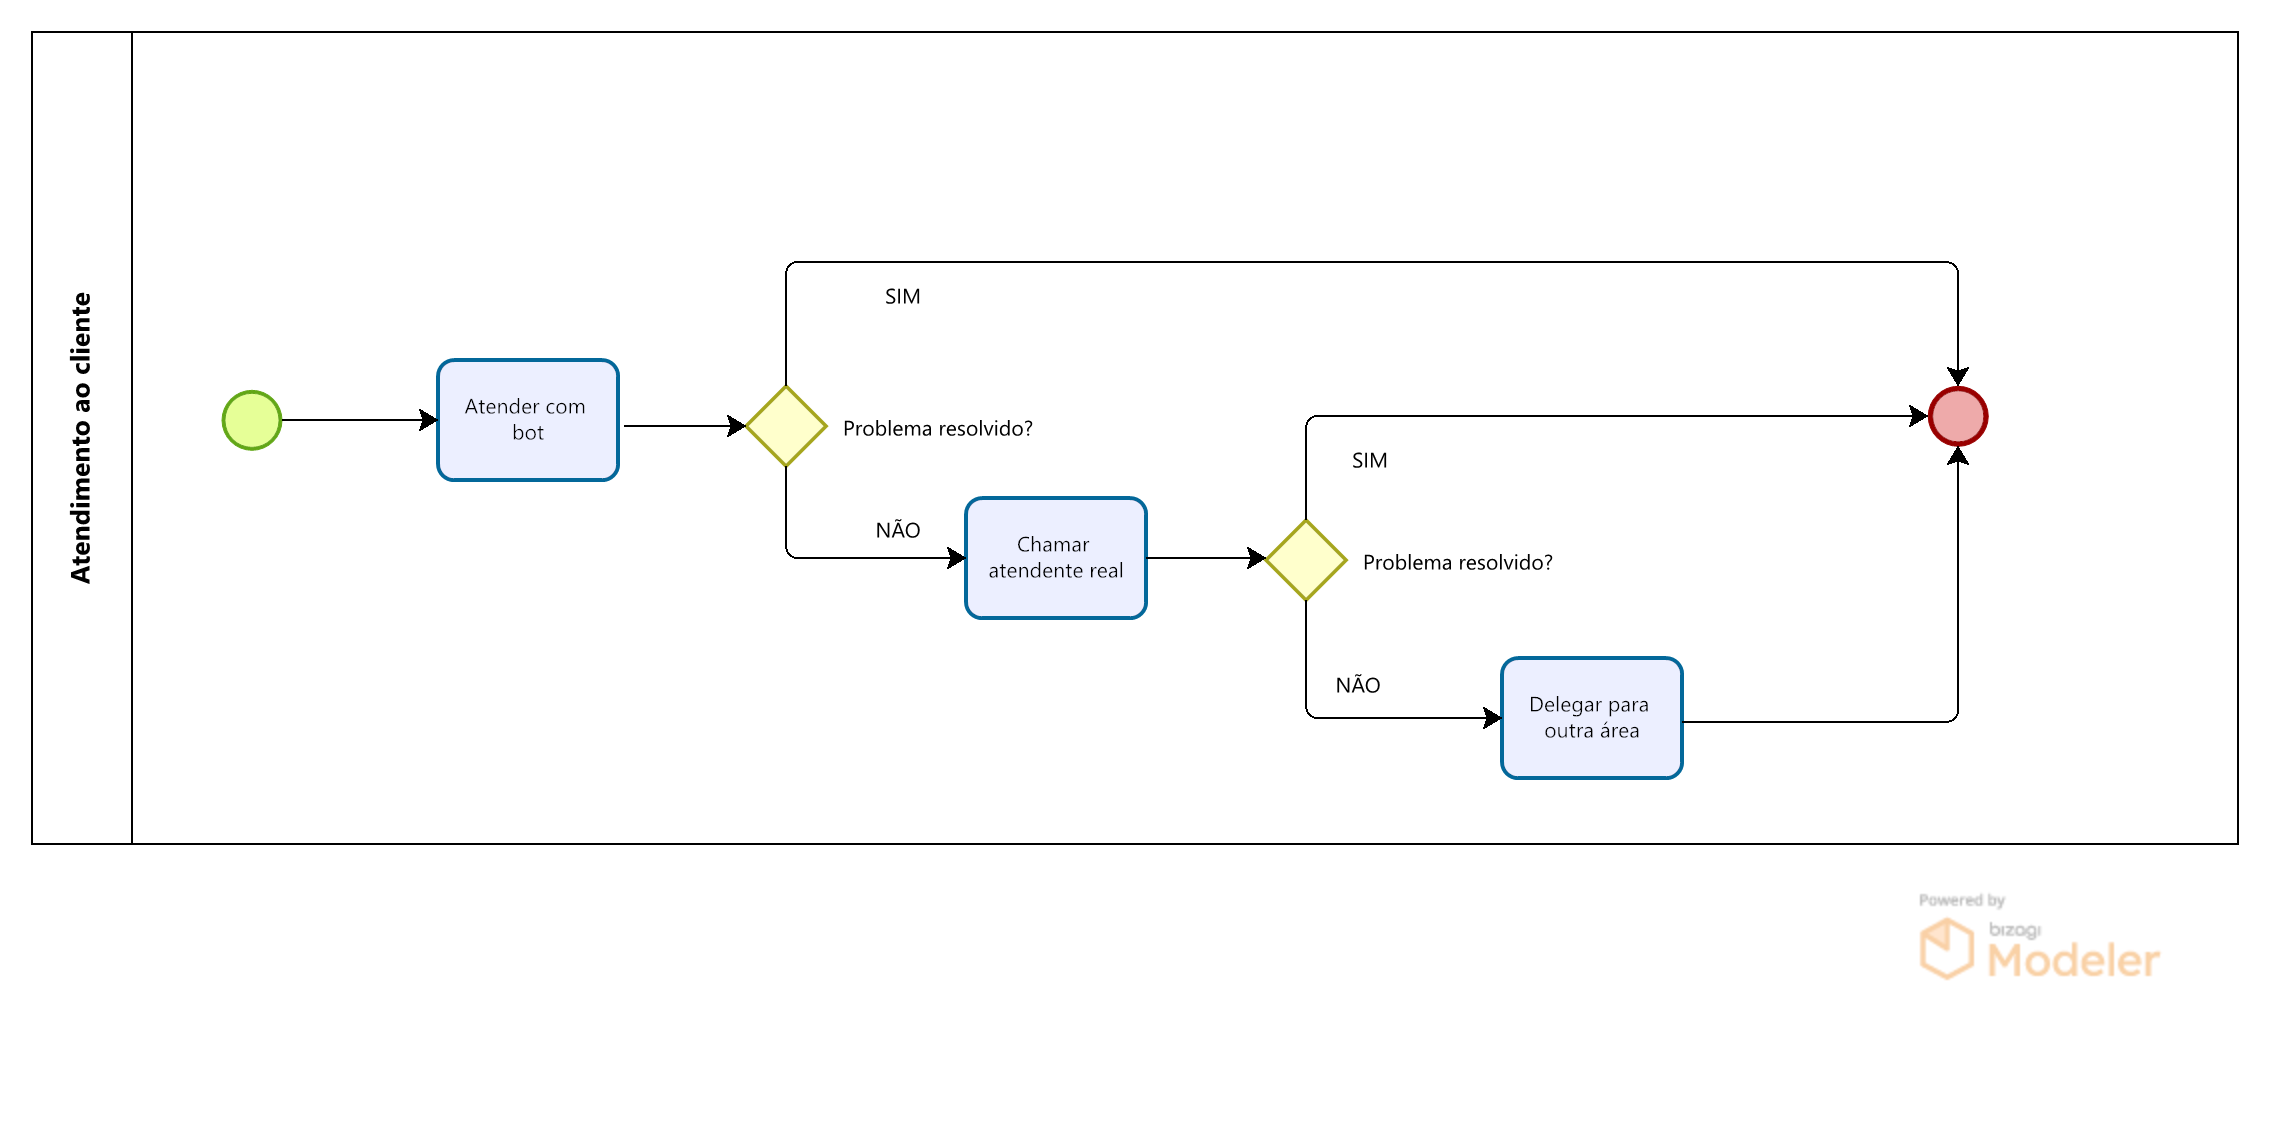 Atendimento ao cliente
SIM
Atender com
bot
Problema resolvido?
SIM
NÃO
Chamar
atendente real
Problema resolvido?
NÃO
Delegar para
outra área
Powered by
bizagi
Modeler